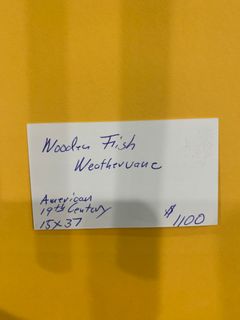 Wooden Fish
Weathervane
American
19th Century
15x37
$1100